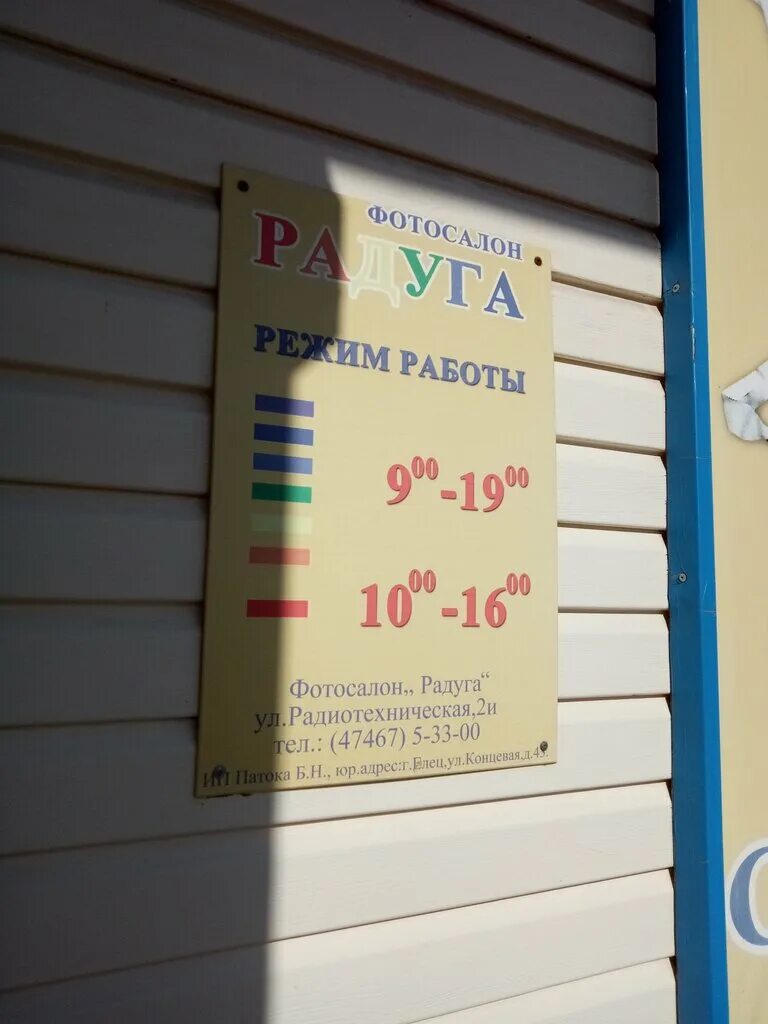 ФОТОСАЛОН
РАДУГА
РЕЖИМ РАБОТЫ
9⁰⁰-19⁰⁰
10⁰⁰-16⁰⁰
Фотосалон„ Радуга“
ул.Радиотехническая,2и
тел.: (47467) 5-33-00
ИП Патока Б.Н., юр.адрес:г.Елец,ул.Концевая,д.43.